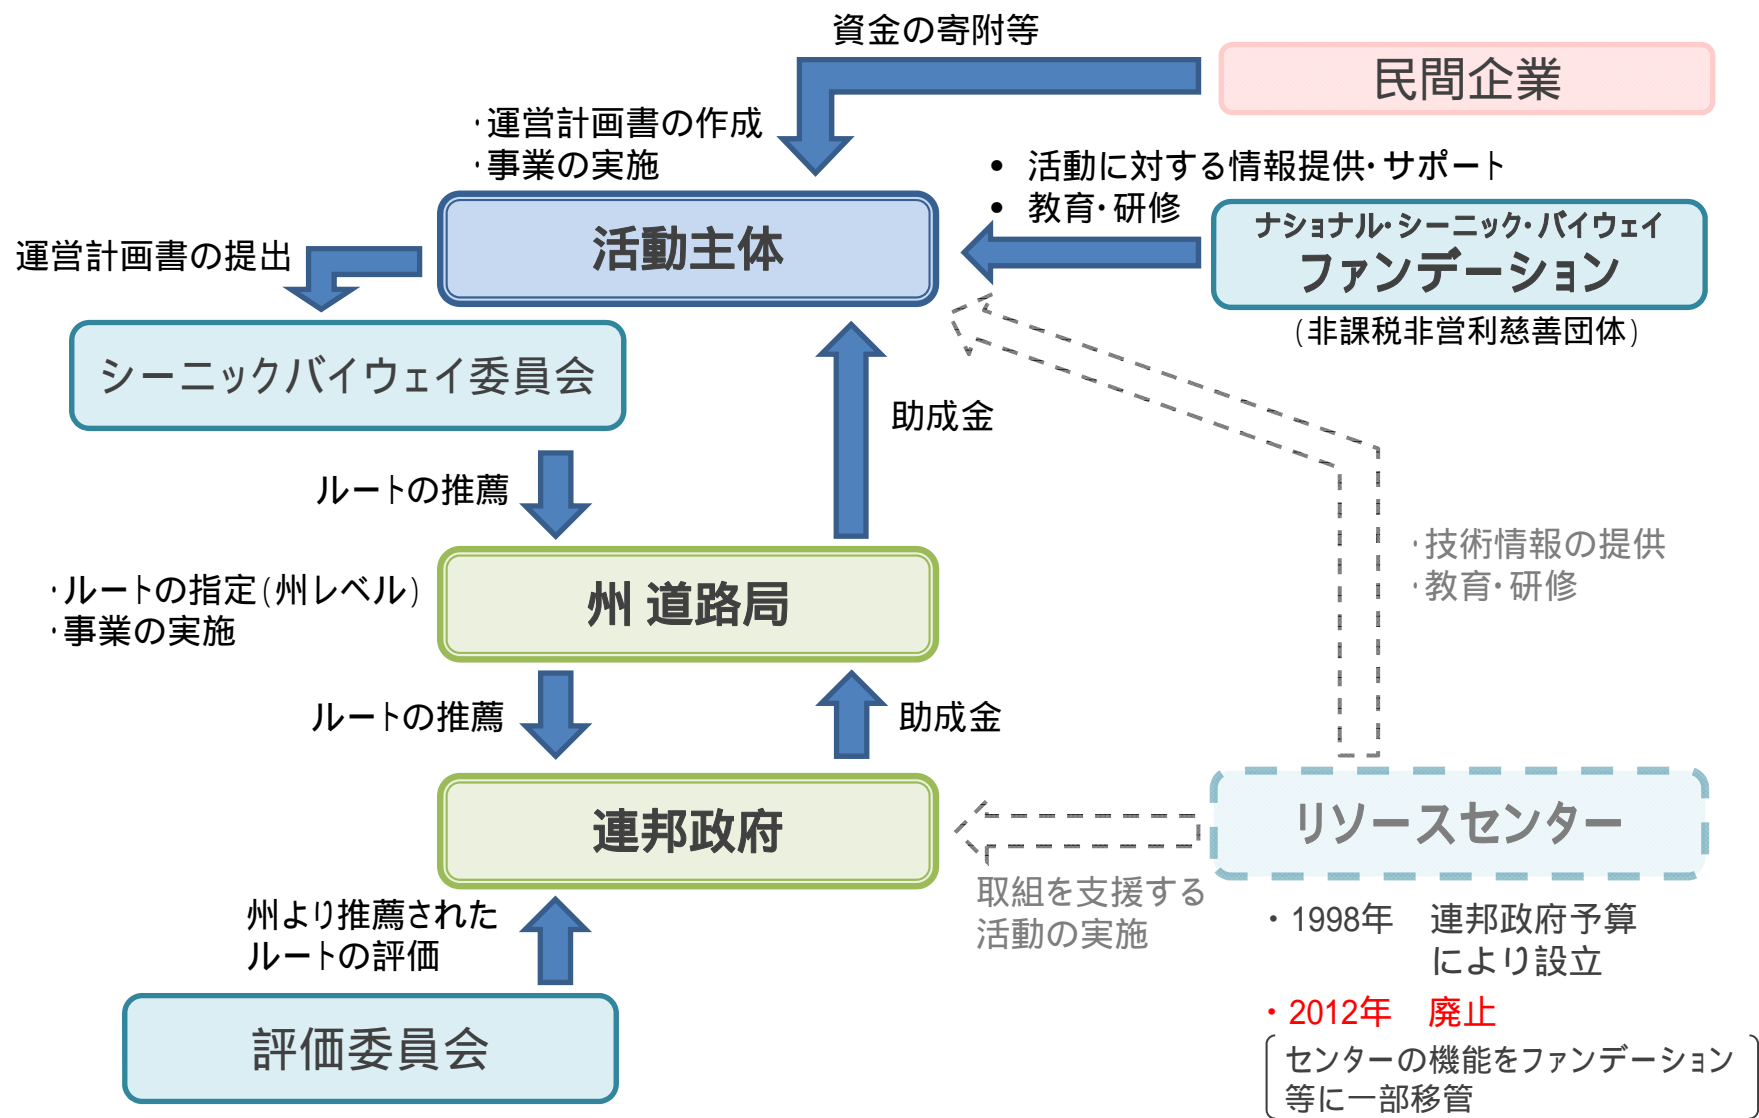 資金の寄附等
民間企業
・運営計画書の作成
・事業の実施
• 活動に対する情報提供・サポート
• 教育・研修
活動主体
ナショナル・シーニック・バイウェイ
ファンデーション
(非課税非営利慈善団体)
運営計画書の提出
シーニックバイウェイ委員会
助成金
ルートの推薦
・技術情報の提供
・教育・研修
・ルートの指定(州レベル)
・事業の実施
州 道路局
ルートの推薦
助成金
連邦政府
リソースセンター
取組を支援する
活動の実施
州より推薦された
ルートの評価
・1998年 連邦政府予算
により設立
・2012年 廃止
センターの機能をファンデーション
等に一部移管
評価委員会